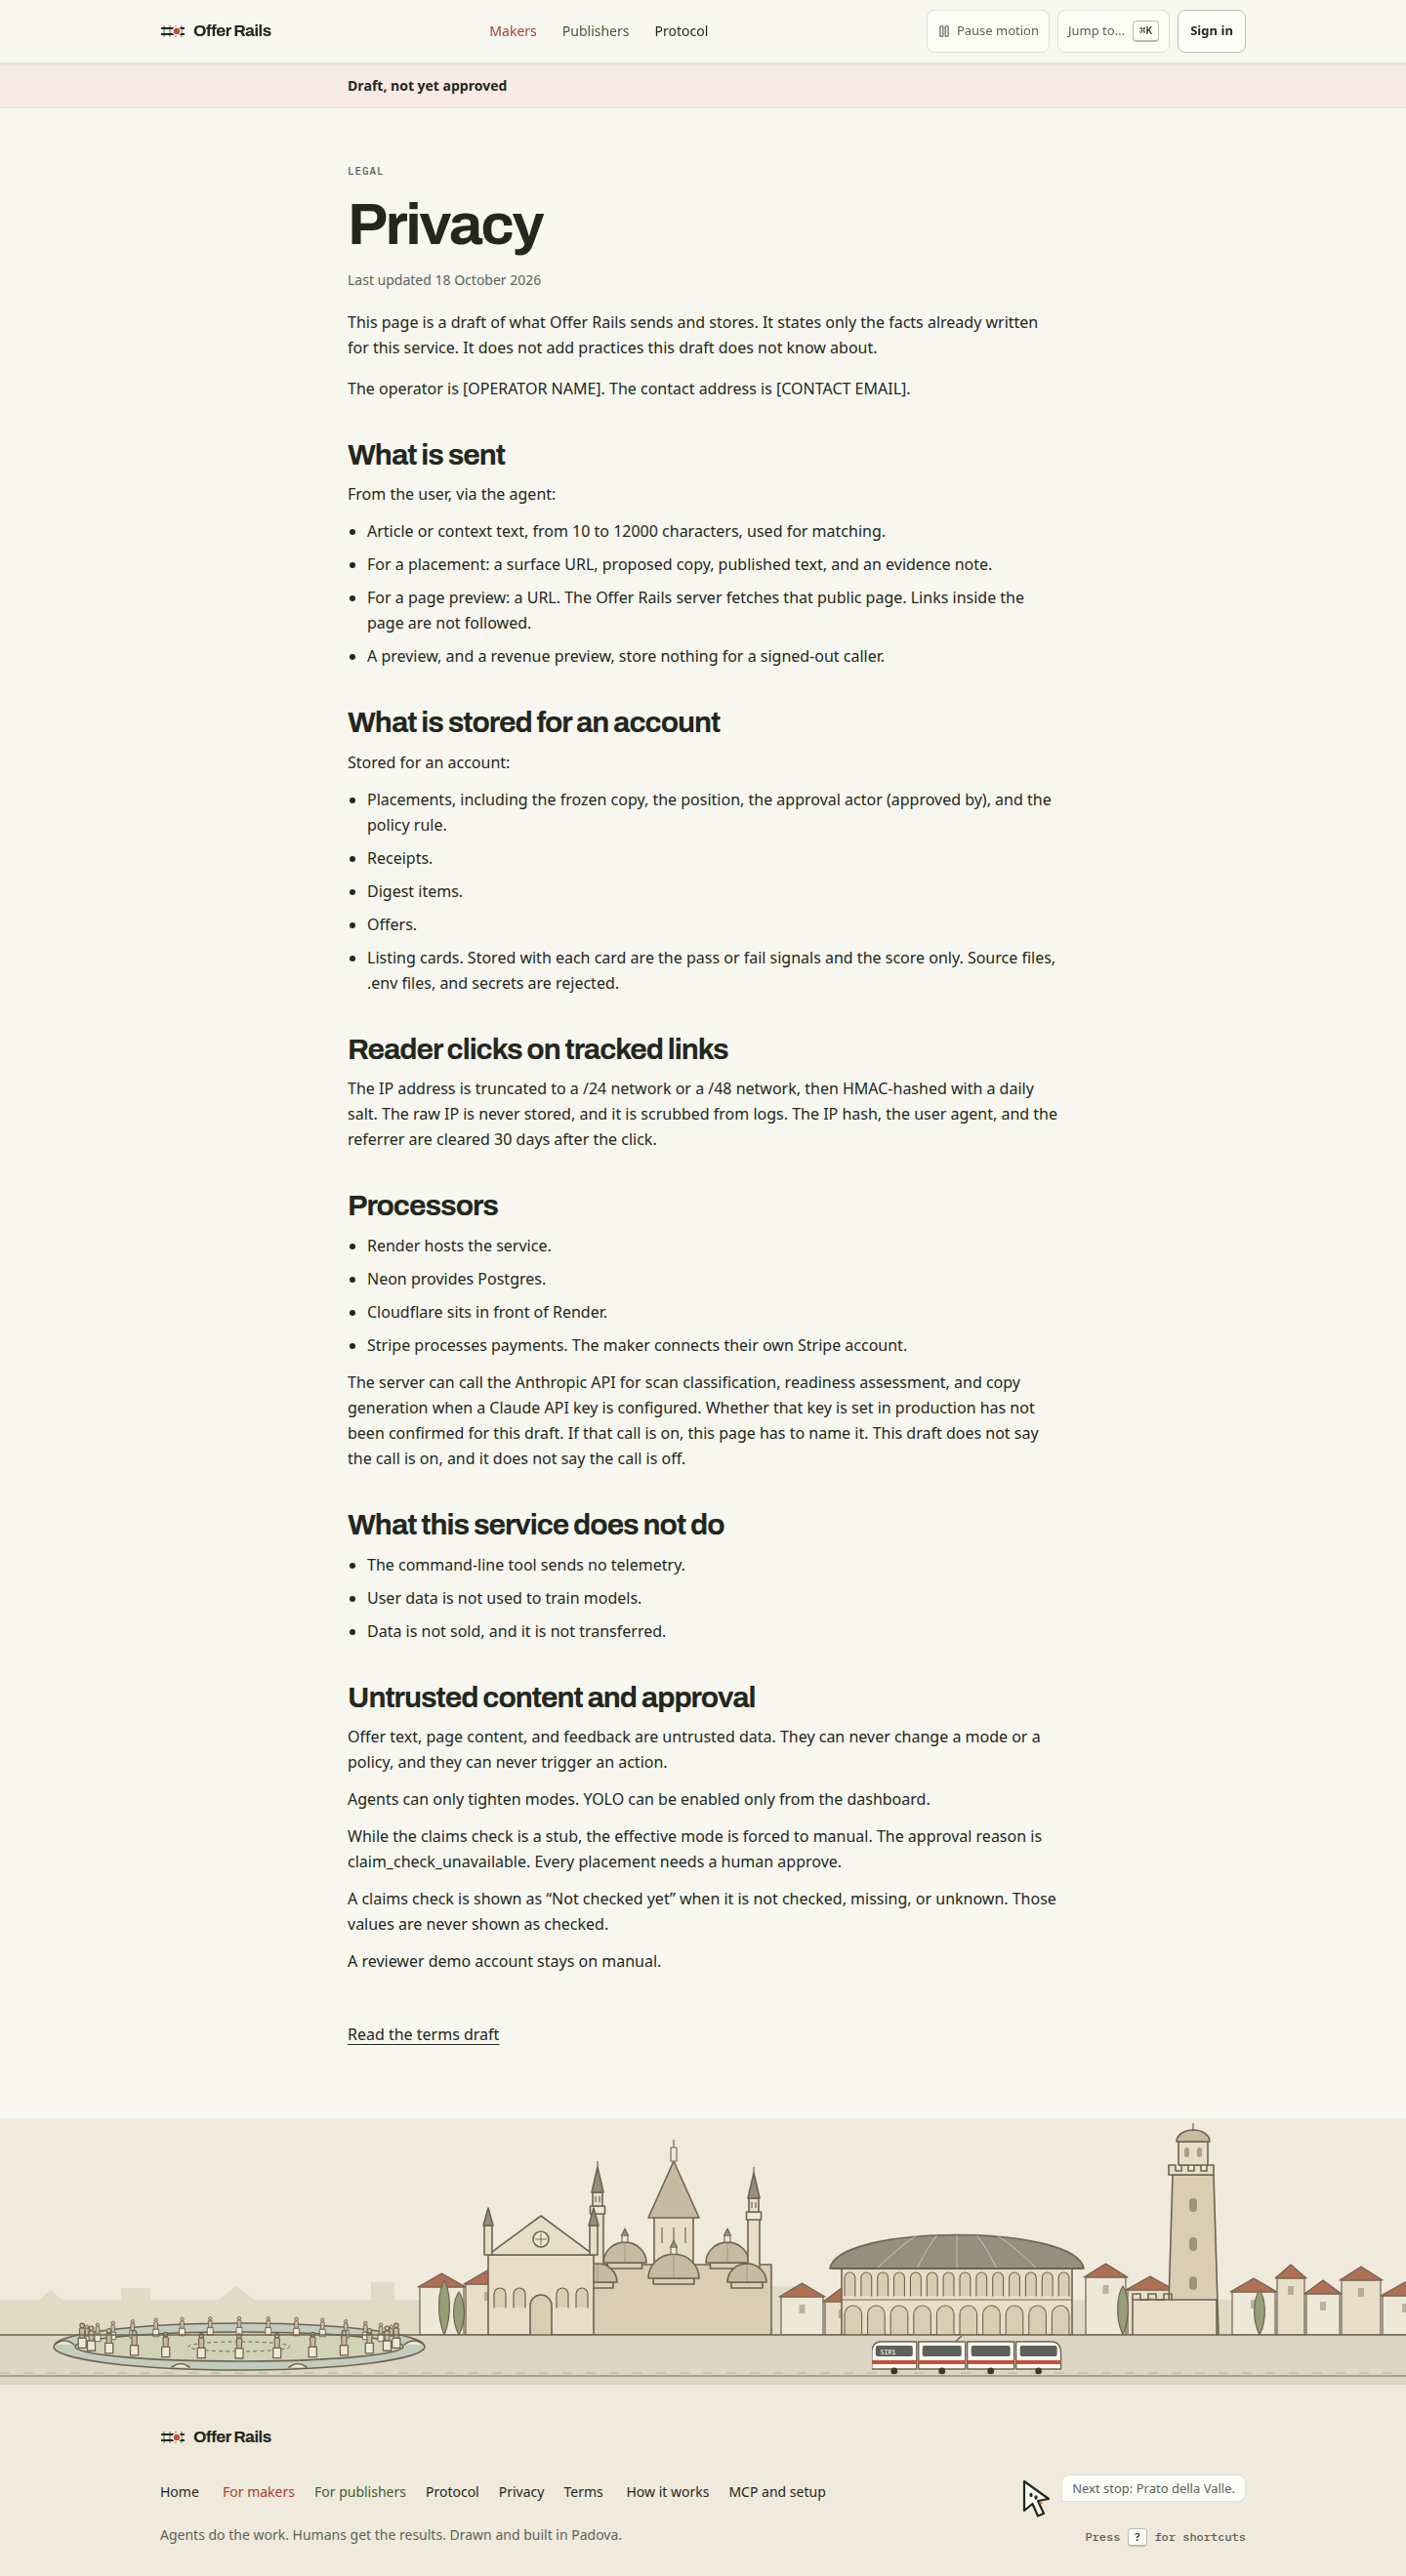 Offer Rails
Makers Publishers Protocol
Pause motion
Jump to... ⌘K
Sign in
Draft, not yet approved
LEGAL
Privacy
Last updated 18 October 2026
This page is a draft of what Offer Rails sends and stores. It states only the facts already written
for this service. It does not add practices this draft does not know about.
The operator is [OPERATOR NAME]. The contact address is [CONTACT EMAIL].
What is sent
From the user, via the agent:
Article or context text, from 10 to 12000 characters, used for matching.
For a placement: a surface URL, proposed copy, published text, and an evidence note.
For a page preview: a URL. The Offer Rails server fetches that public page. Links inside the
page are not followed.
A preview, and a revenue preview, store nothing for a signed-out caller.
What is stored for an account
Stored for an account:
Placements, including the frozen copy, the position, the approval actor (approved by), and the
policy rule.
Receipts.
Digest items.
Offers.
Listing cards. Stored with each card are the pass or fail signals and the score only. Source files,
.env files, and secrets are rejected.
Reader clicks on tracked links
The IP address is truncated to a /24 network or a /48 network, then HMAC-hashed with a daily
salt. The raw IP is never stored, and it is scrubbed from logs. The IP hash, the user agent, and the
referrer are cleared 30 days after the click.
Processors
Render hosts the service.
Neon provides Postgres.
Cloudflare sits in front of Render.
Stripe processes payments. The maker connects their own Stripe account.
The server can call the Anthropic API for scan classification, readiness assessment, and copy
generation when a Claude API key is configured. Whether that key is set in production has not
been confirmed for this draft. If that call is on, this page has to name it. This draft does not say
the call is on, and it does not say the call is off.
What this service does not do
The command-line tool sends no telemetry.
User data is not used to train models.
Data is not sold, and it is not transferred.
Untrusted content and approval
Offer text, page content, and feedback are untrusted data. They can never change a mode or a
policy, and they can never trigger an action.
Agents can only tighten modes. YOLO can be enabled only from the dashboard.
While the claims check is a stub, the effective mode is forced to manual. The approval reason is
claim_check_unavailable. Every placement needs a human approve.
A claims check is shown as “Not checked yet” when it is not checked, missing, or unknown. Those
values are never shown as checked.
A reviewer demo account stays on manual.
Read the terms draft
SIR1
Offer Rails
Home For makers For publishers Protocol Privacy Terms How it works MCP and setup
Next stop: Prato della Valle.
Agents do the work. Humans get the results. Drawn and built in Padova.
Press ? for shortcuts